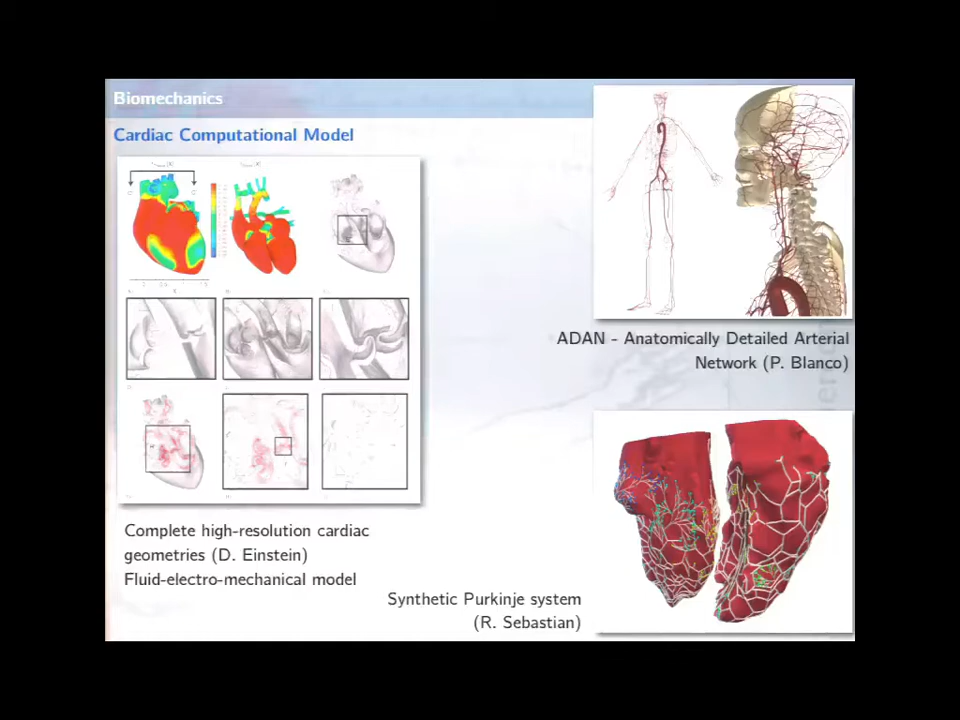 Biomechanics
Cardiac Computational Model
Complete high-resolution cardiac
geometries (D. Einstein)
Fluid-electro-mechanical model
ADAN - Anatomically Detailed Arterial
Network (P. Blanco)
Synthetic Purkinje system
(R. Sebastian)